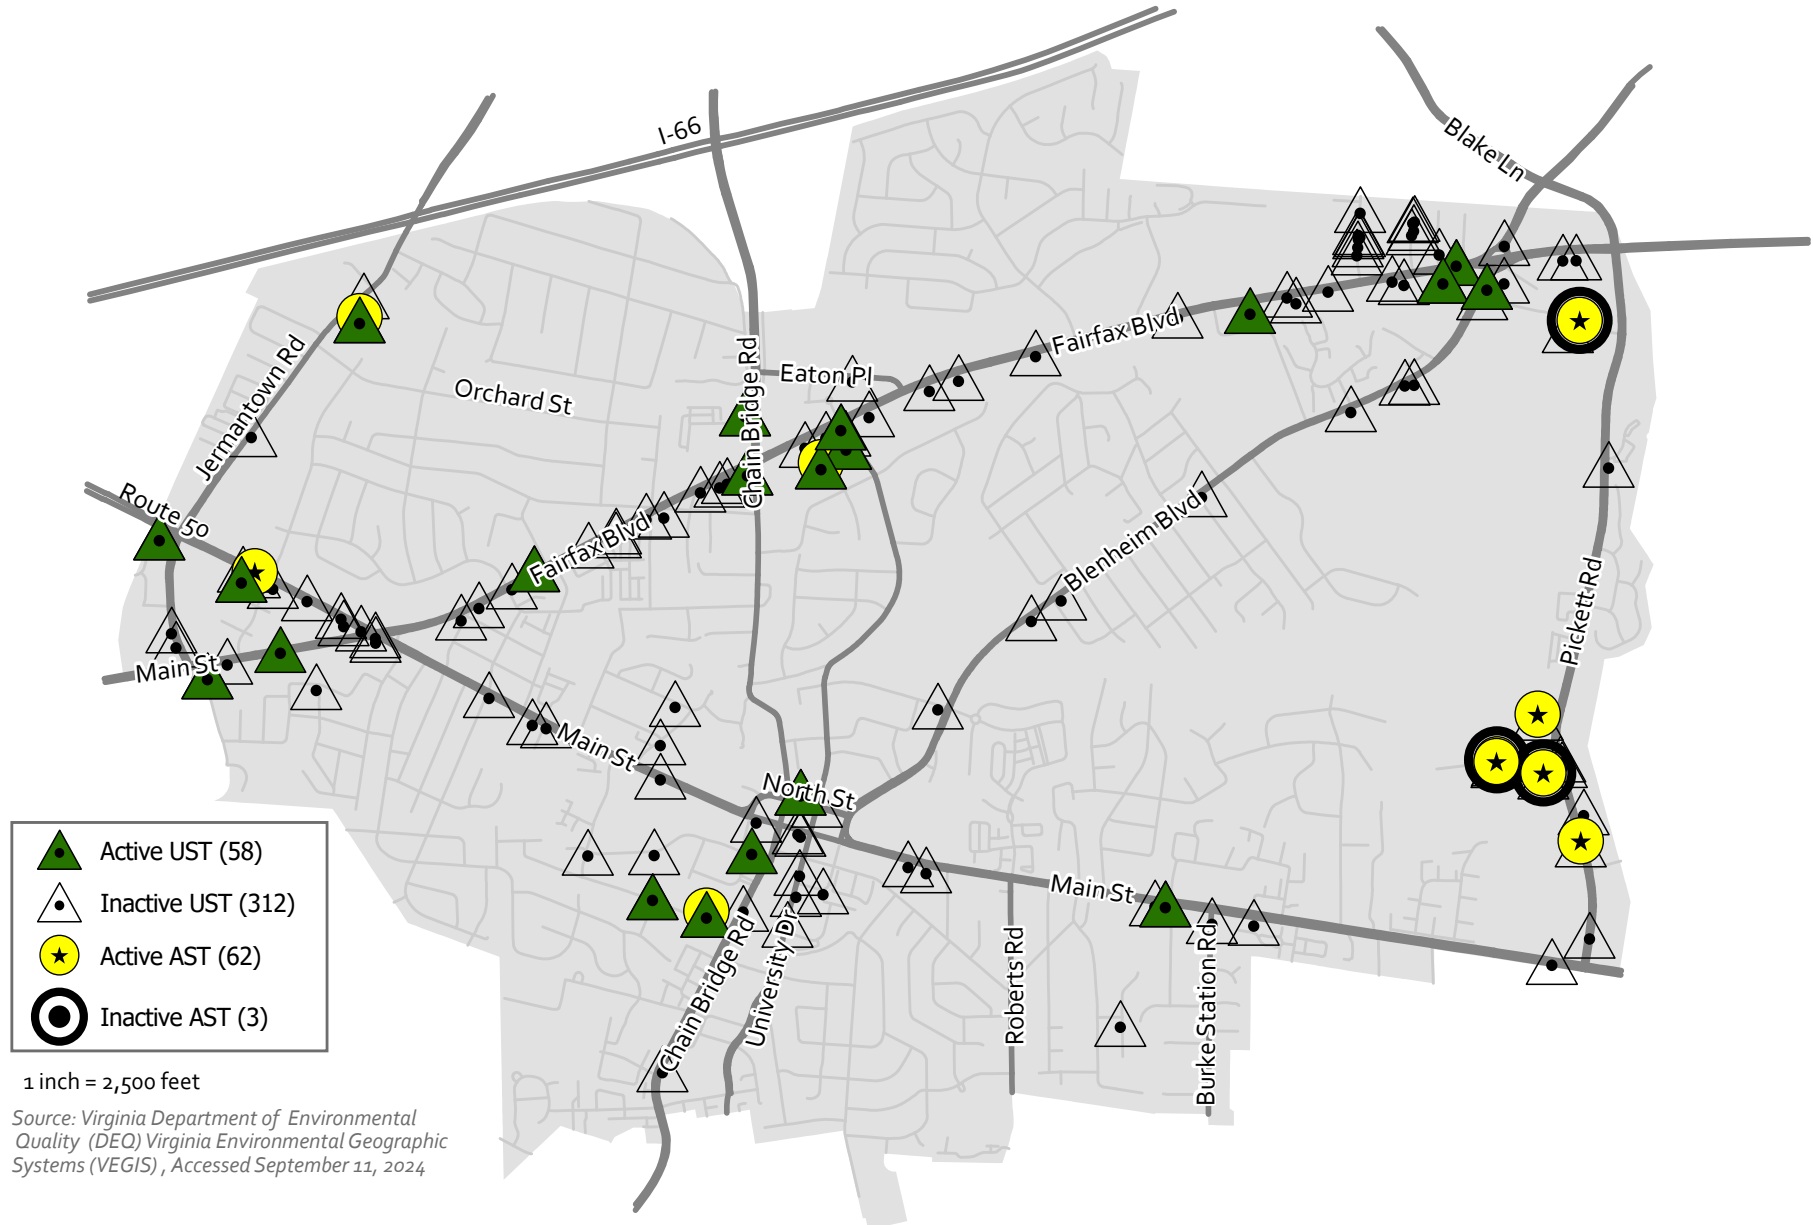 I-66
Blake Ln
Fairfax Blvd
Jermantown Rd
Orchard St
Chain Bridge Rd
Eaton Pl
Route 50
Fairfax Blvd
Blenheim Blvd
Pickett Rd
Main St
Main St
North St
Main St
Chain Bridge Rd
University Dr
Roberts Rd
Burke Station Rd
Active UST (58)
Inactive UST (312)
Active AST (62)
Inactive AST (3)
1 inch = 2,500 feet
Source: Virginia Department of Environmental
Quality (DEQ) Virginia Environmental Geographic
Systems (VEGIS) , Accessed September 11, 2024